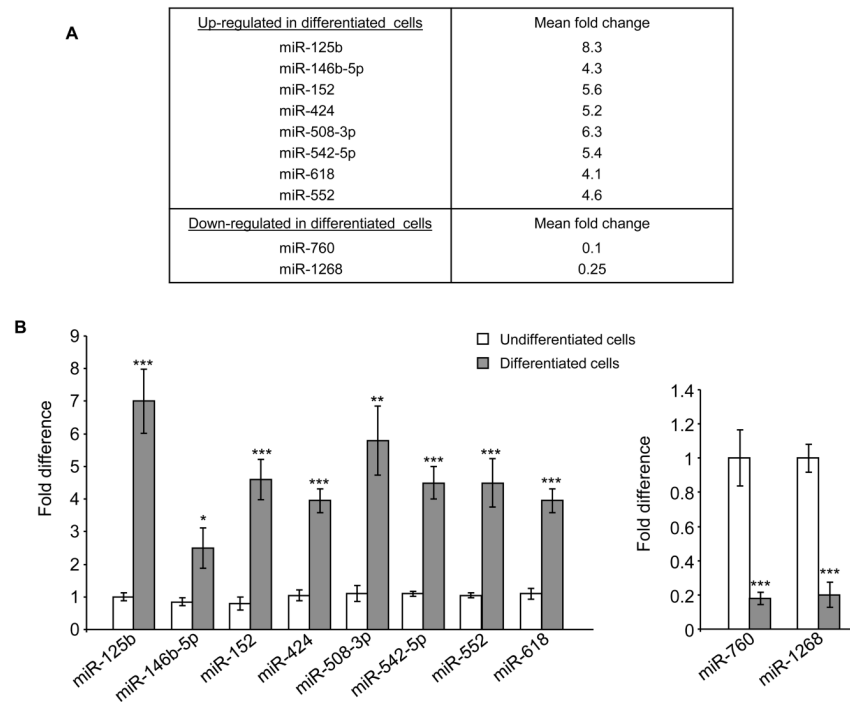 A
Up-regulated in differentiated cells Mean fold change
miR-125b 8.3
miR-146b-5p 4.3
miR-152 5.6
miR-424 5.2
miR-508-3p 6.3
miR-542-5p 5.4
miR-618 4.1
miR-552 4.6
Down-regulated in differentiated cells Mean fold change
miR-760 0.1
miR-1268 0.25
B
Undifferentiated cells
Differentiated cells
Fold difference
9
8
7
6
5
4
3
2
1
0
***
*
***
***
**
***
***
***
miR-125b
miR-146b-5p
miR-152
miR-424
miR-508-3p
miR-542-5p
miR-552
miR-618
Fold difference
1.4
1.2
1
0.8
0.6
0.4
0.2
0
***
***
miR-760
miR-1268